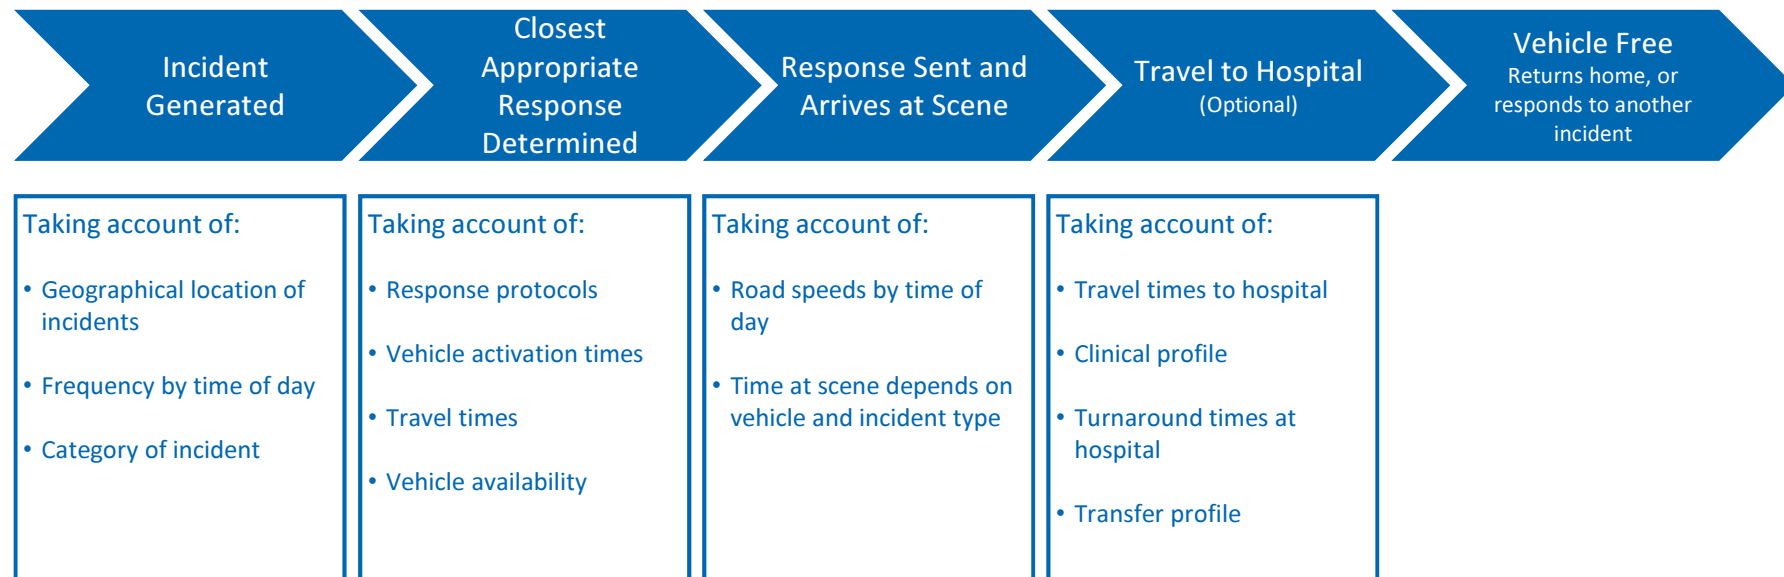 Incident
Generated
Closest
Appropriate
Response
Determined
Response Sent and
Arrives at Scene
Travel to Hospital
(Optional)
Vehicle Free
Returns home, or
responds to another
incident
Taking account of:
• Geographical location of
incidents
• Frequency by time of day
• Category of incident
Taking account of:
• Response protocols
• Vehicle activation times
• Travel times
• Vehicle availability
Taking account of:
• Road speeds by time of
day
• Time at scene depends on
vehicle and incident type
Taking account of:
• Travel times to hospital
• Clinical profile
• Turnaround times at
hospital
• Transfer profile